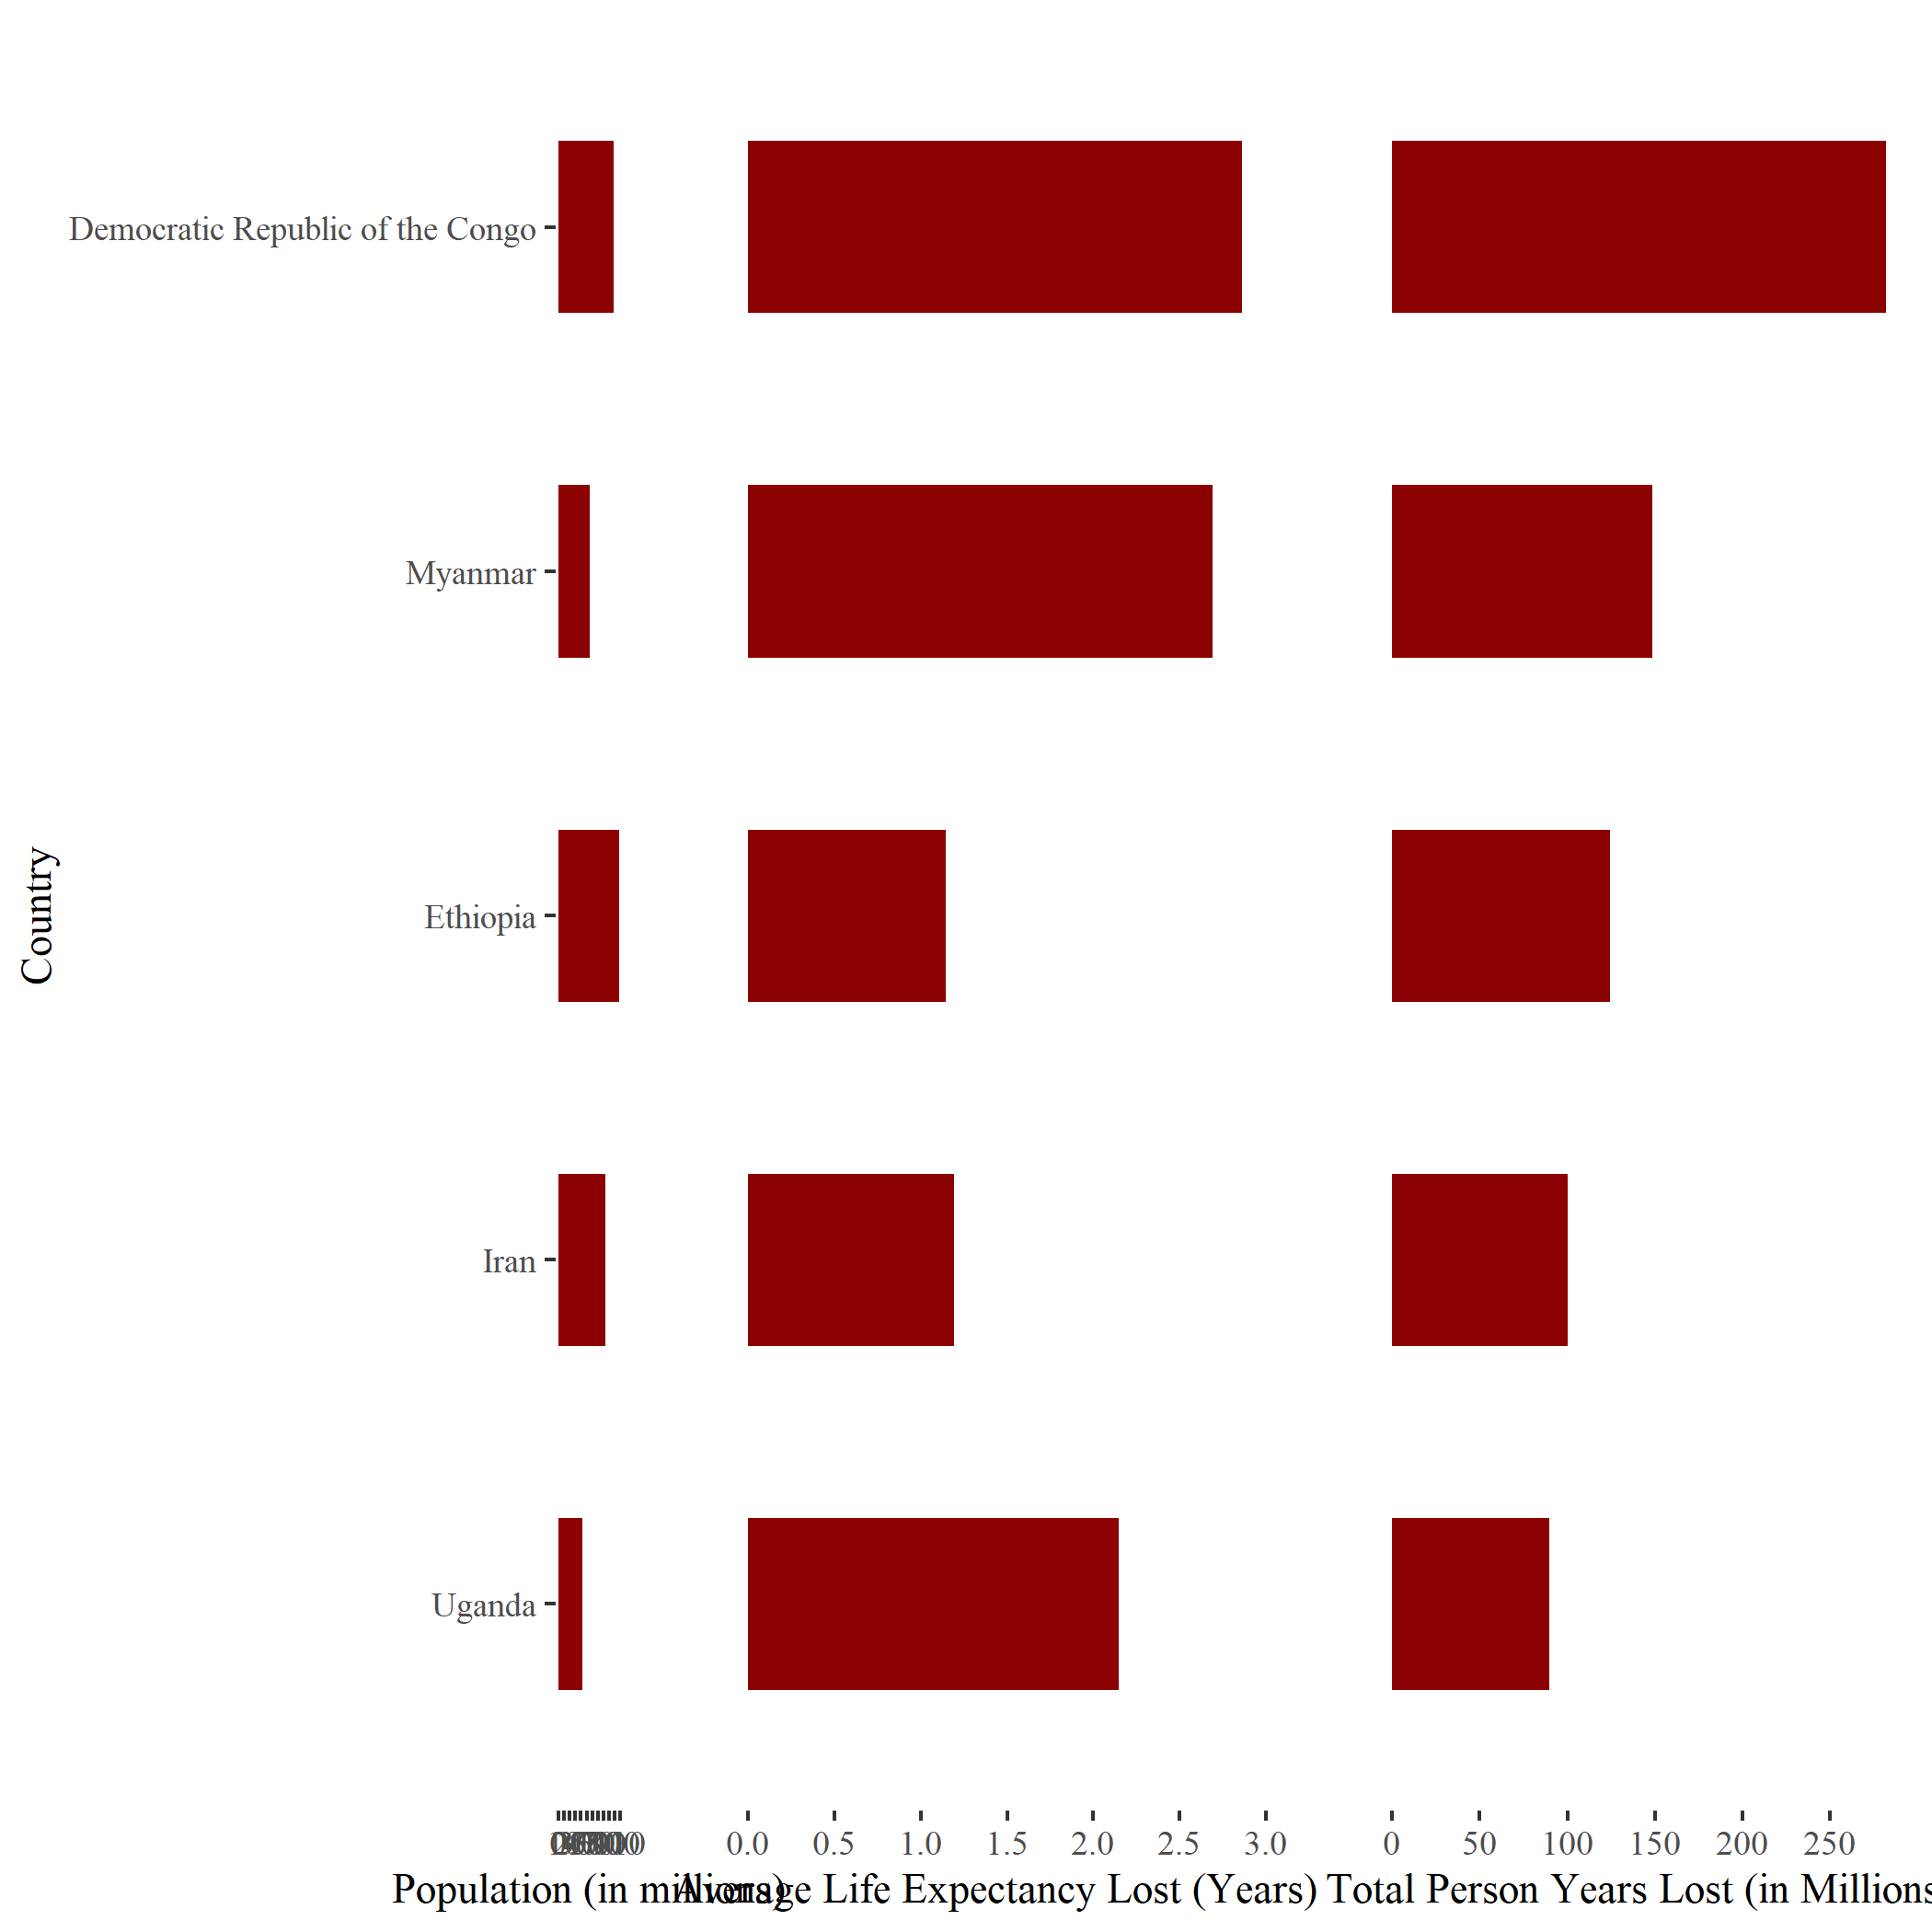 Democratic Republic of the Congo
Myanmar
Ethiopia
Iran
Uganda
Country
0.0 0.5 1.0 1.5 2.0 2.5 3.0
0 50 100 150 200 250
Population (in millions)
Average Life Expectancy Lost (Years)
Total Person Years Lost (in Millions